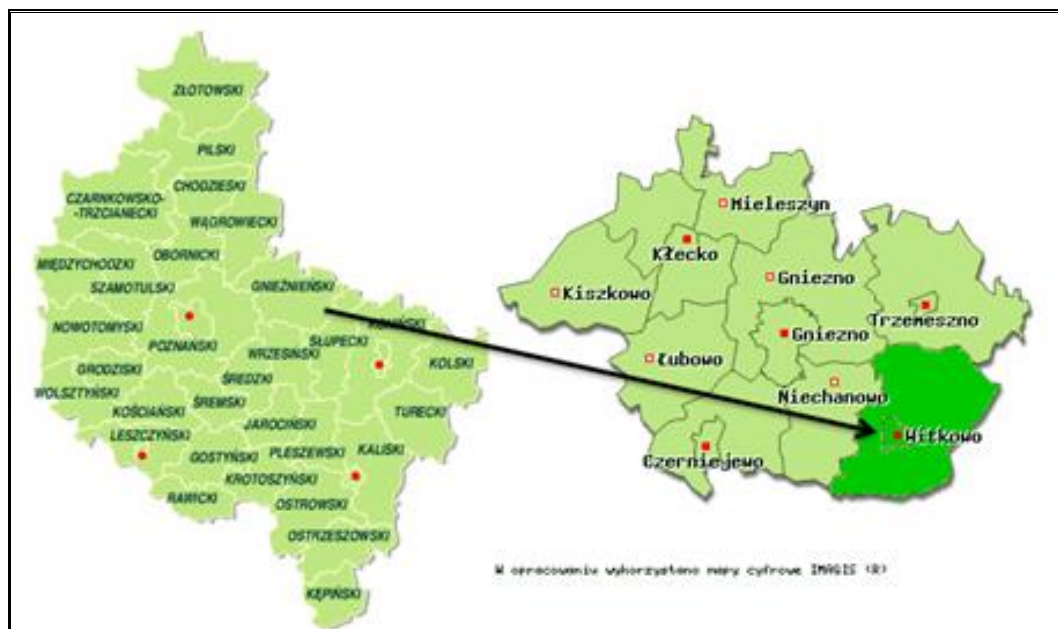 ZŁOTOWSKI
PILSKI
CHODZIESKI
CZARNKOWSKO-
-TRZCIANECKI
WĄGROWIECKI
OBORNICKI
MIĘDZYCHODZKI
SZAMOTULSKI
GNIEŹNIEŃSKI
NOWOTOMYSKI
POZNAŃSKI
KONIŃSKI
SŁUPECKI
WRZESIŃSKI
KOLSKI
GRODZISKI
ŚREDZKI
WOLSZTYŃSKI
ŚREMSKI
KOŚCIAŃSKI
TURECKI
JAROCIŃSKI
LESZCZYŃSKI
GOSTYŃSKI
PLESZEWSKI
KALISKI
KROTOSZYŃSKI
RAWICKI
OSTROWSKI
OSTRZESZOWSKI
KĘPIŃSKI
Mieleszyn
Kłecko
Gniezno
Kiszkowo
Trzemeszno
Gniezno
Łubowo
Niechanowo
Witkowo
Czerniejewo
W opracowaniu wykorzystano mapy cyfrowe IMAGIS (R)